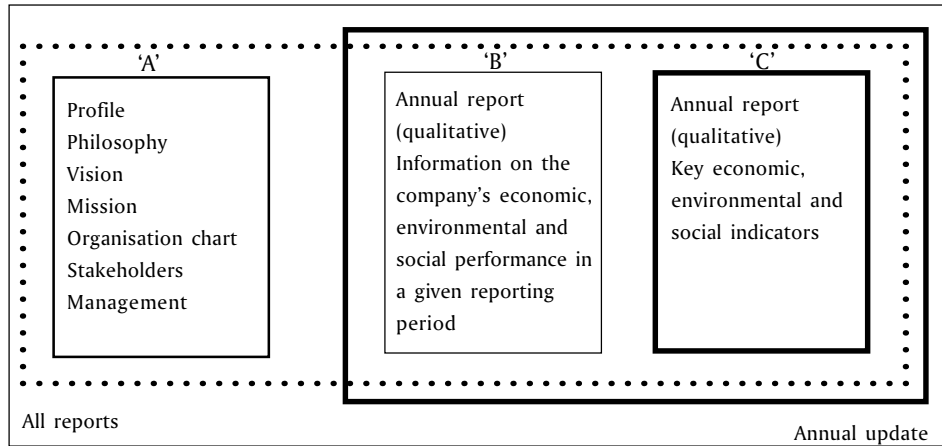 ‘A’
Profile
Philosophy
Vision
Mission
Organisation chart
Stakeholders
Management
‘B’
Annual report
(qualitative)
Information on the
company’s economic,
environmental and
social performance in
a given reporting
period
‘C’
Annual report
(qualitative)
Key economic,
environmental and
social indicators
All reports
Annual update